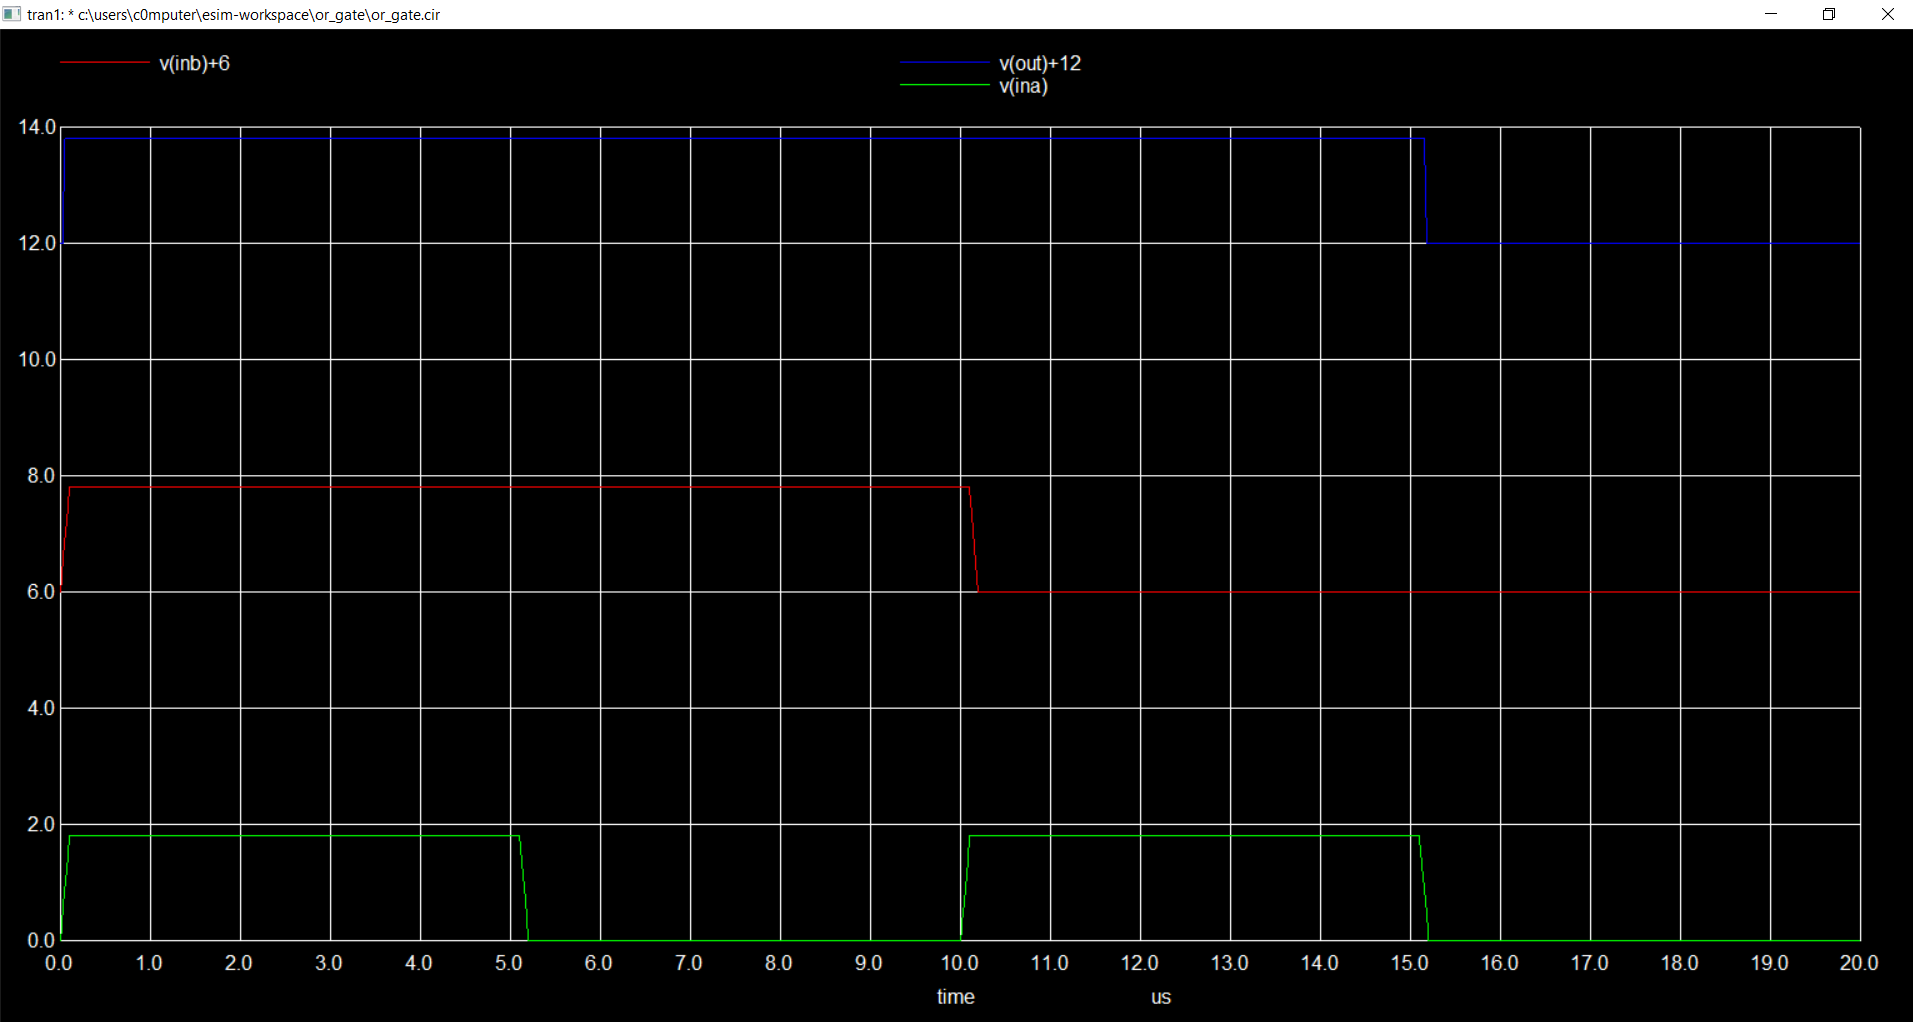 tran1: * c:\users\c0mputer\esim-workspace\or_gate\or_gate.cir
v(inb)+6
v(out)+12
v(ina)
14.0
12.0
10.0
8.0
6.0
4.0
2.0
0.0
0.0 1.0 2.0 3.0 4.0 5.0 6.0 7.0 8.0 9.0 10.0 11.0 12.0 13.0 14.0 15.0 16.0 17.0 18.0 19.0 20.0
time us